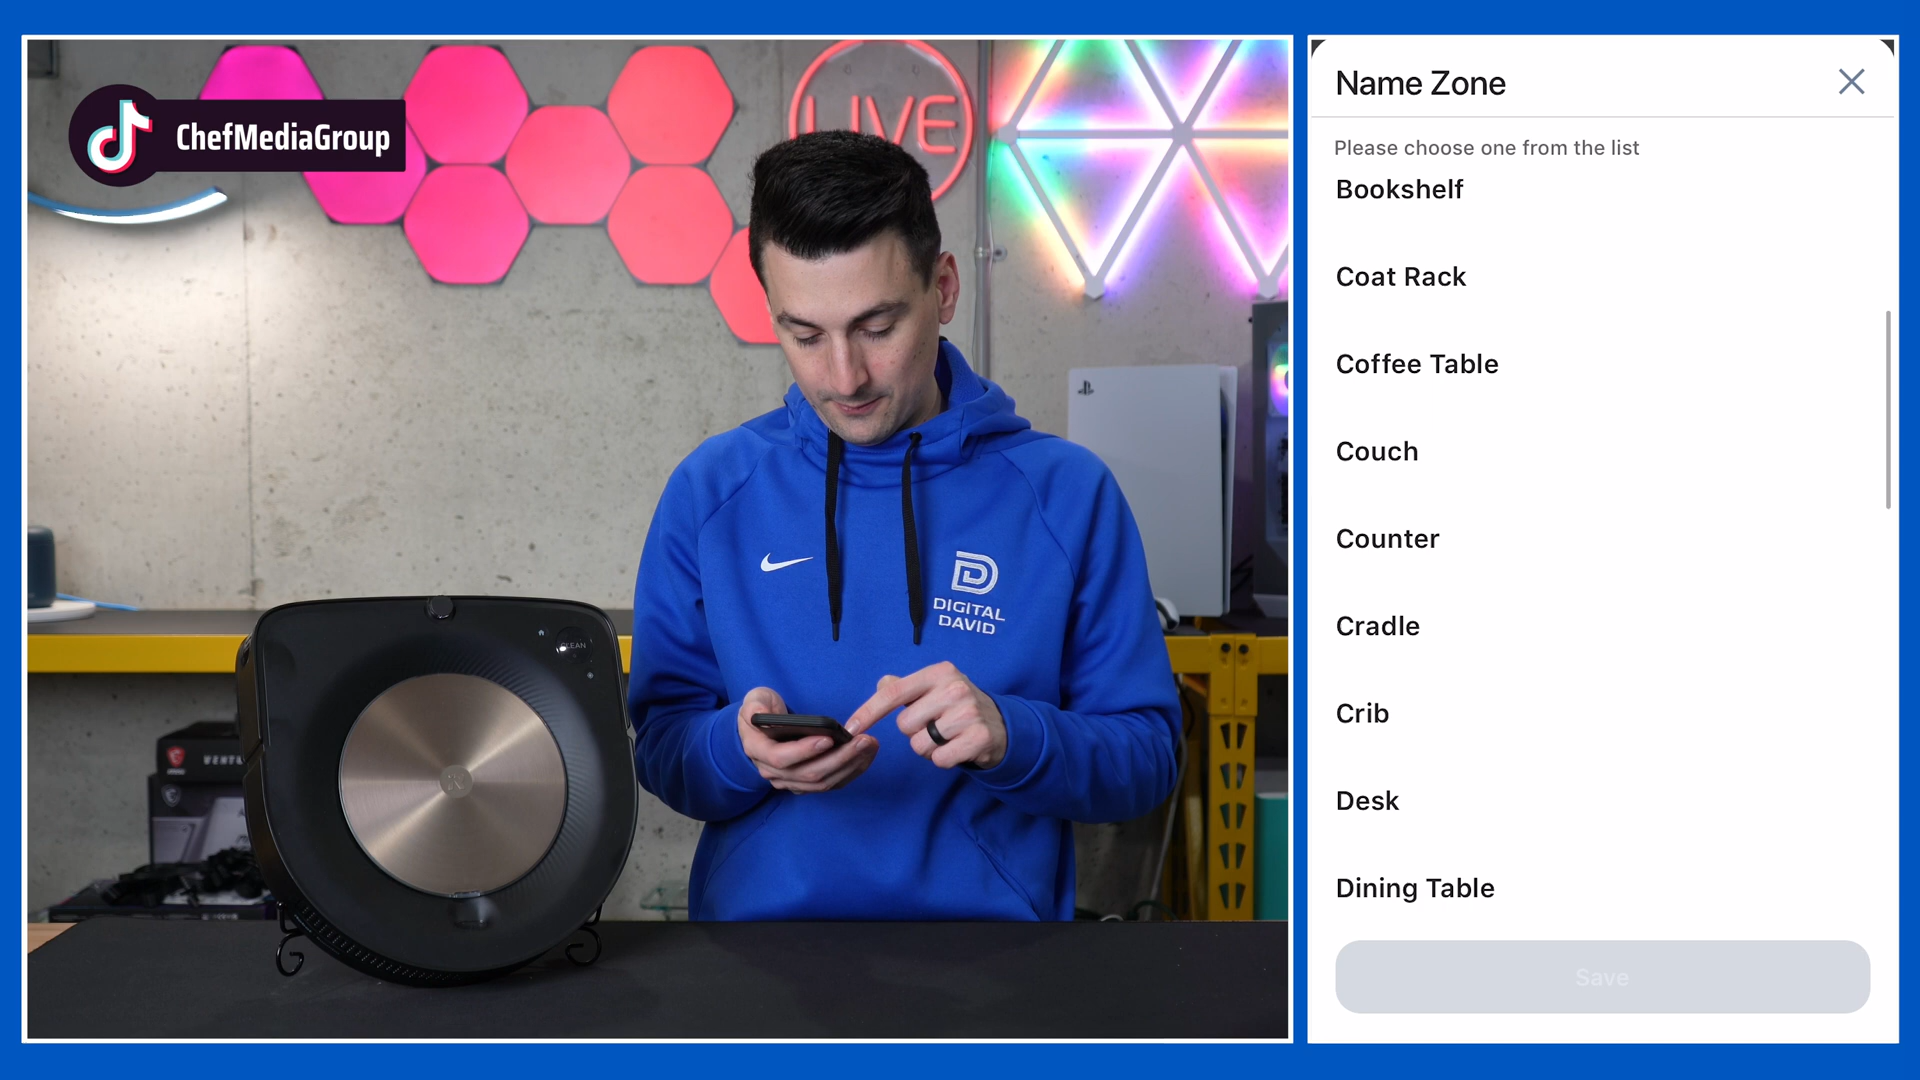 ChefMediaGroup
LIVE
DIGITAL
DAVID
CLEAN
Name Zone
Please choose one from the list
Bookshelf
Coat Rack
Coffee Table
Couch
Counter
Cradle
Crib
Desk
Dining Table
Save